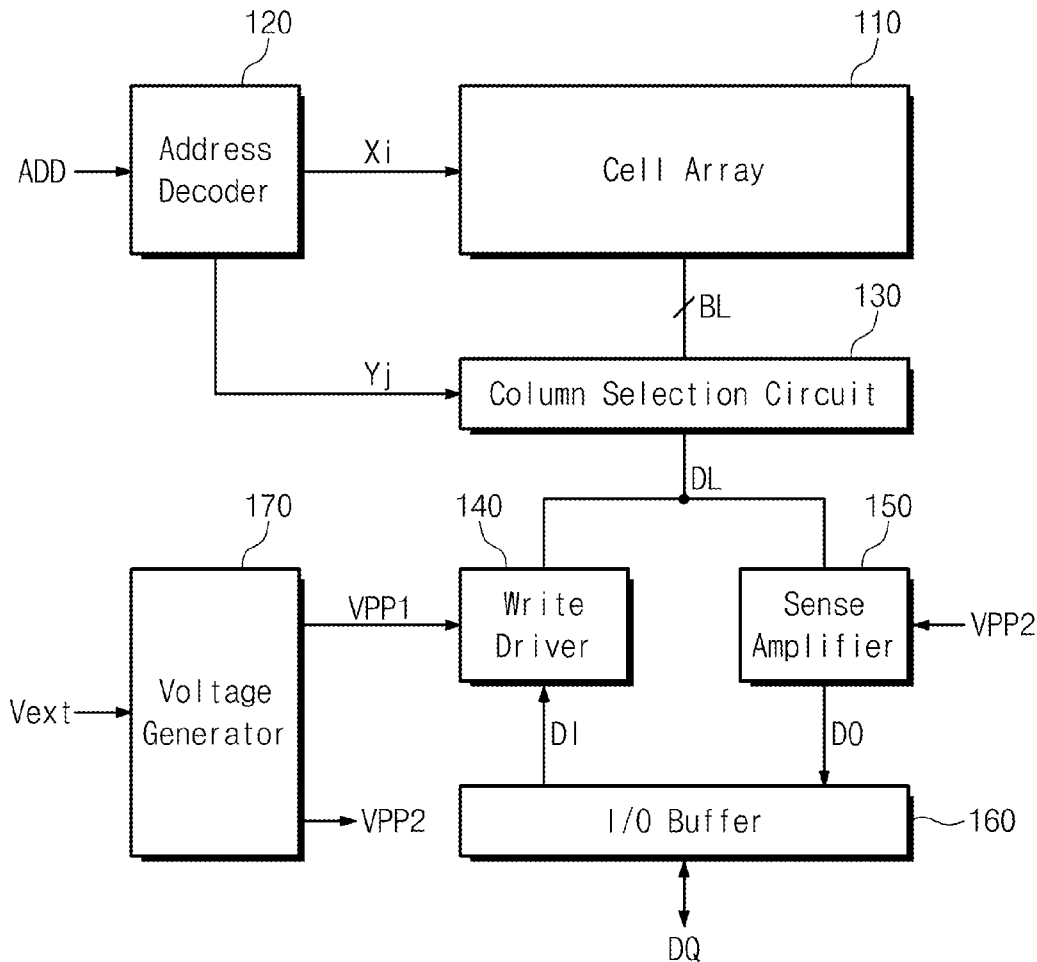 120
110
Address
Decoder
ADD
Xi
Cell Array
BL
130
Yj
Column Selection Circuit
DL
170
140
150
VPP1
Write
Driver
Sense
Amplifier
VPP2
Vext
Voltage
Generator
DI
DO
VPP2
I/O Buffer
160
DQ